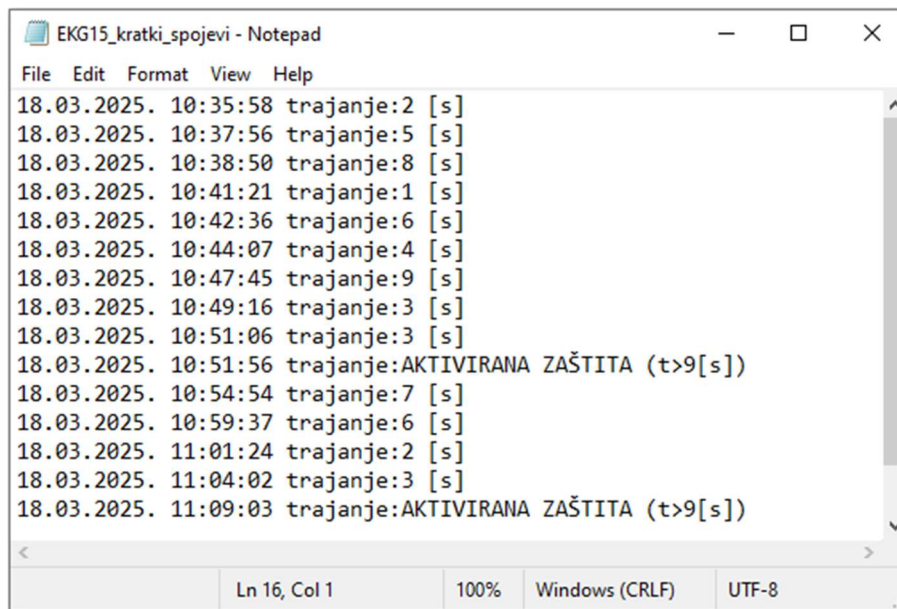 EKG15_kratki_spojevi - Notepad
File Edit Format View Help
18.03.2025. 10:35:58 trajanje:2 [s]
18.03.2025. 10:37:56 trajanje:5 [s]
18.03.2025. 10:38:50 trajanje:8 [s]
18.03.2025. 10:41:21 trajanje:1 [s]
18.03.2025. 10:42:36 trajanje:6 [s]
18.03.2025. 10:44:07 trajanje:4 [s]
18.03.2025. 10:47:45 trajanje:9 [s]
18.03.2025. 10:49:16 trajanje:3 [s]
18.03.2025. 10:51:06 trajanje:3 [s]
18.03.2025. 10:51:56 trajanje:AKTIVIRANA ZAŠTITA (t>9[s])
18.03.2025. 10:54:54 trajanje:7 [s]
18.03.2025. 10:59:37 trajanje:6 [s]
18.03.2025. 11:01:24 trajanje:2 [s]
18.03.2025. 11:04:02 trajanje:3 [s]
18.03.2025. 11:09:03 trajanje:AKTIVIRANA ZAŠTITA (t>9[s])
Ln 16, Col 1 100% Windows (CRLF) UTF-8